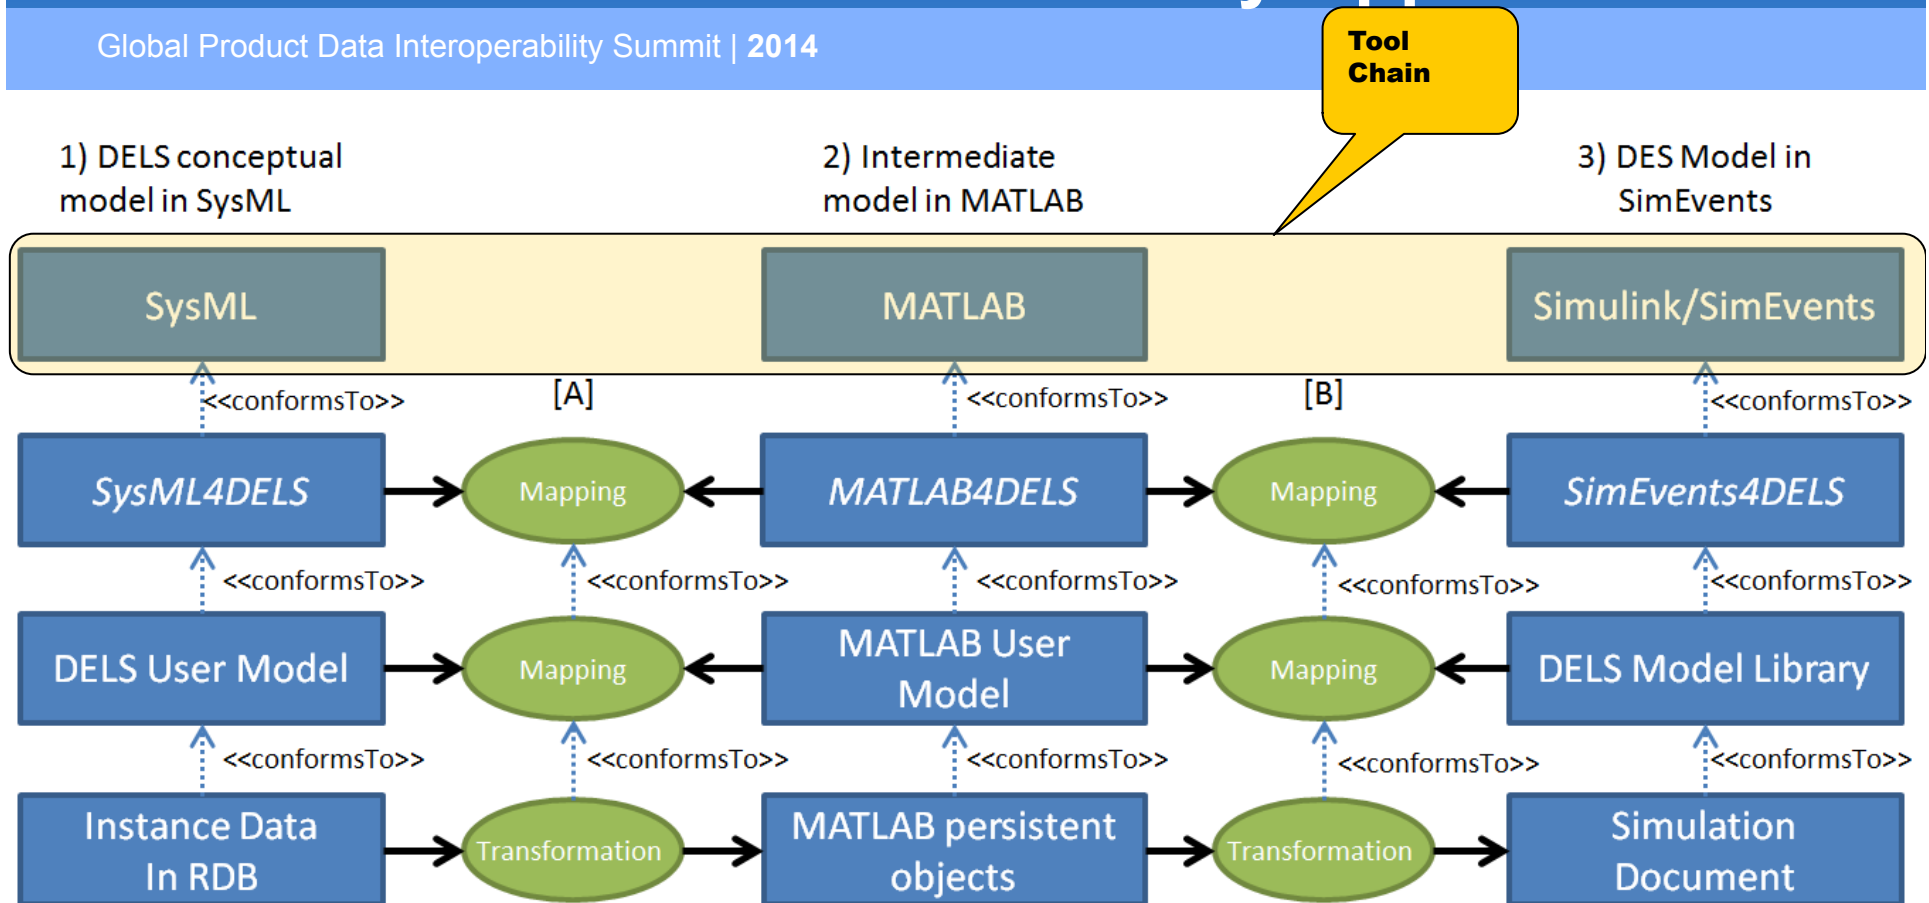 Global Product Data Interoperability Summit | 2014
Tool
Chain
1) DELS conceptual
model in SysML
2) Intermediate
model in MATLAB
3) DES Model in
SimEvents
SysML
MATLAB
Simulink/SimEvents
<<conformsTo>>
[A]
<<conformsTo>>
[B]
<<conformsTo>>
SysML4DELS
Mapping
MATLAB4DELS
Mapping
SimEvents4DELS
<<conformsTo>>
<<conformsTo>>
<<conformsTo>>
<<conformsTo>>
<<conformsTo>>
DELS User Model
Mapping
MATLAB User
Model
Mapping
DELS Model Library
<<conformsTo>>
<<conformsTo>>
<<conformsTo>>
<<conformsTo>>
<<conformsTo>>
Instance Data
In RDB
Transformation
MATLAB persistent
objects
Transformation
Simulation
Document